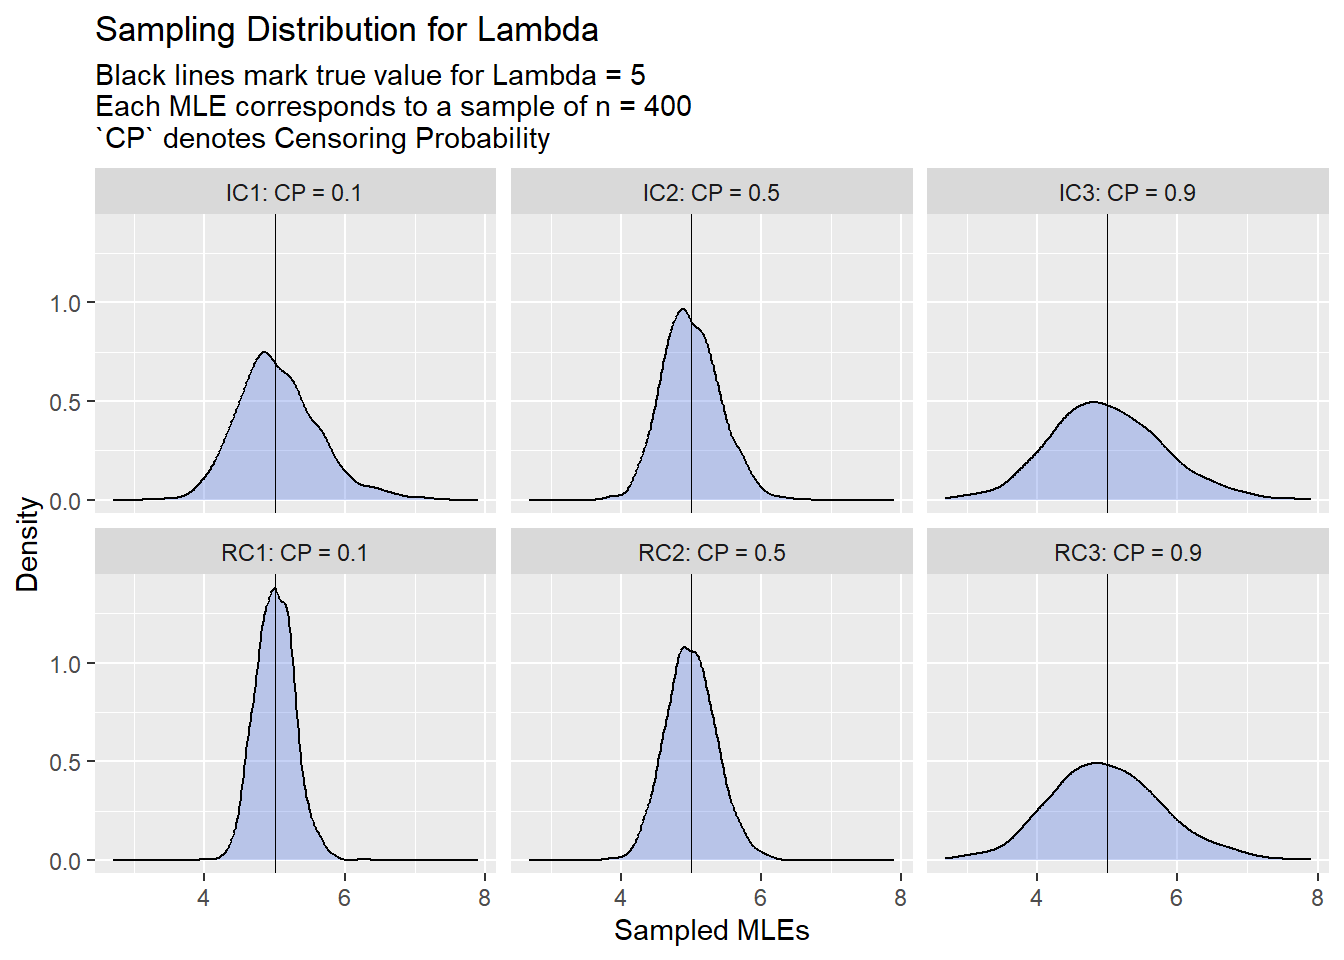 Sampling Distribution for Lambda
Black lines mark true value for Lambda = 5
Each MLE corresponds to a sample of n = 400
`CP` denotes Censoring Probability
IC1: CP = 0.1
IC2: CP = 0.5
IC3: CP = 0.9
1.0
0.5
0.0
Density
RC1: CP = 0.1
RC2: CP = 0.5
RC3: CP = 0.9
1.0
0.5
0.0
4 6 8 4 6 8 4 6 8
Sampled MLEs